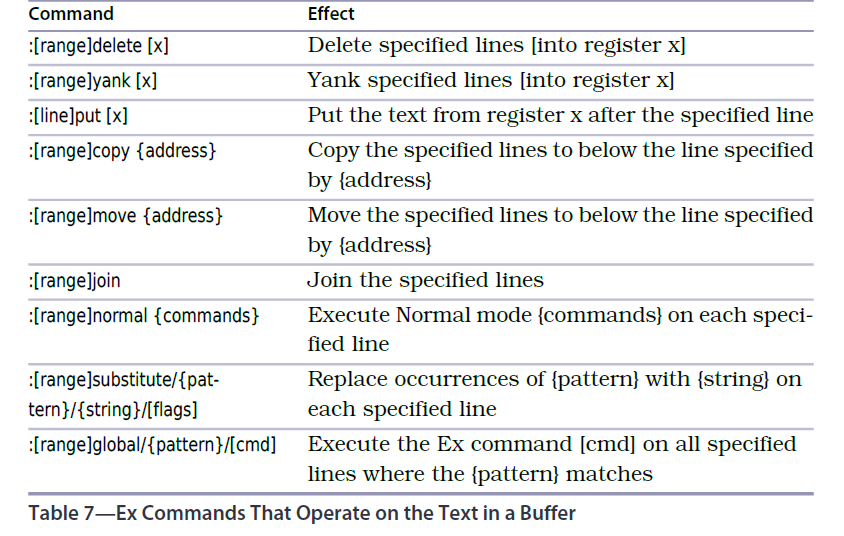 Command Effect
:[range]delete [x] Delete specified lines [into register x]
:[range]yank [x] Yank specified lines [into register x]
:[line]put [x] Put the text from register x after the specified line
:[range]copy {address} Copy the specified lines to below the line specified
by {address}
:[range]move {address} Move the specified lines to below the line specified
by {address}
:[range]join Join the specified lines
:[range]normal {commands} Execute Normal mode {commands} on each speci-
fied line
:[range]substitute/{pat- Replace occurrences of {pattern} with {string} on
tern}/{string}/[flags] each specified line
:[range]global/{pattern}/[cmd] Execute the Ex command [cmd] on all specified
lines where the {pattern} matches
Table 7—Ex Commands That Operate on the Text in a Buffer